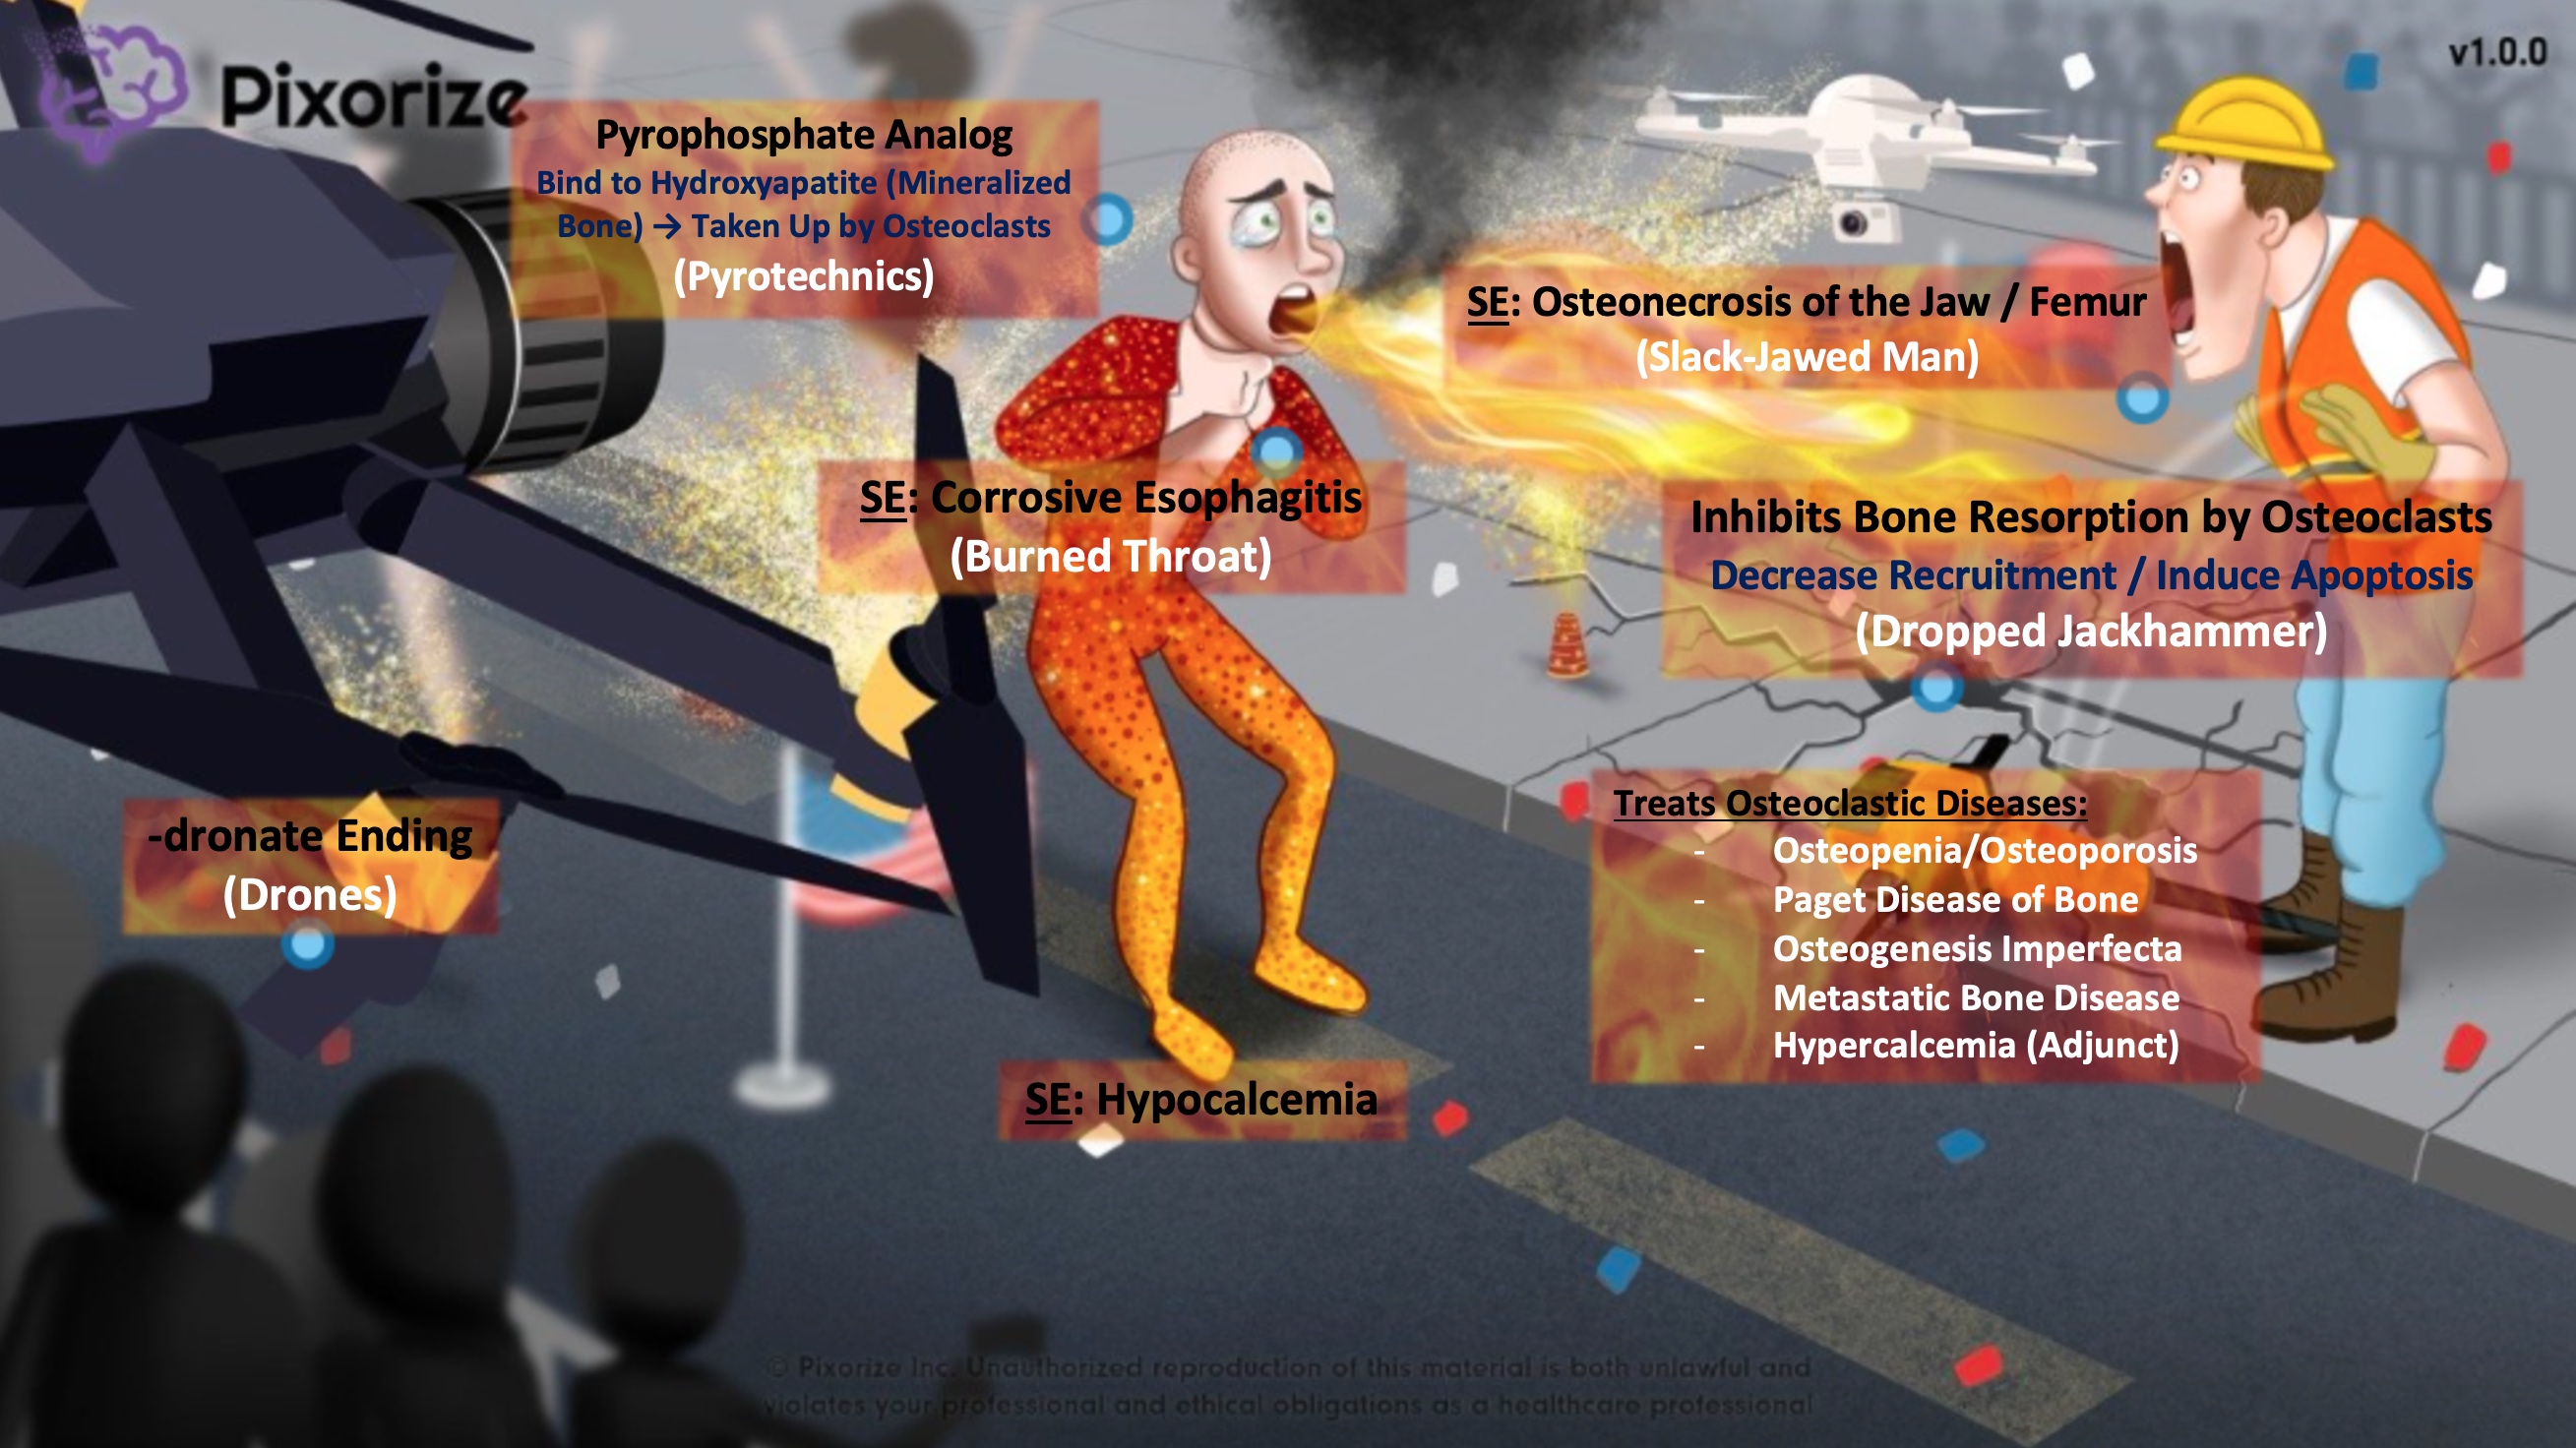 Pixorize
v1.0.0
Pyrophosphate Analog
Bind to Hydroxyapatite (Mineralized
Bone) → Taken Up by Osteoclasts
(Pyrotechnics)
SE: Osteonecrosis of the Jaw / Femur
(Slack-Jawed Man)
SE: Corrosive Esophagitis
(Burned Throat)
Inhibits Bone Resorption by Osteoclasts
Decrease Recruitment / Induce Apoptosis
(Dropped Jackhammer)
-dronate Ending
(Drones)
Treats Osteoclastic Diseases:
- Osteopenia/Osteoporosis
- Paget Disease of Bone
- Osteogenesis Imperfecta
- Metastatic Bone Disease
- Hypercalcemia (Adjunct)
SE: Hypocalcemia
© Pixorize Inc. Unauthorized reproduction of this material is both unlawful and
violates your professional and ethical obligations as a healthcare professional